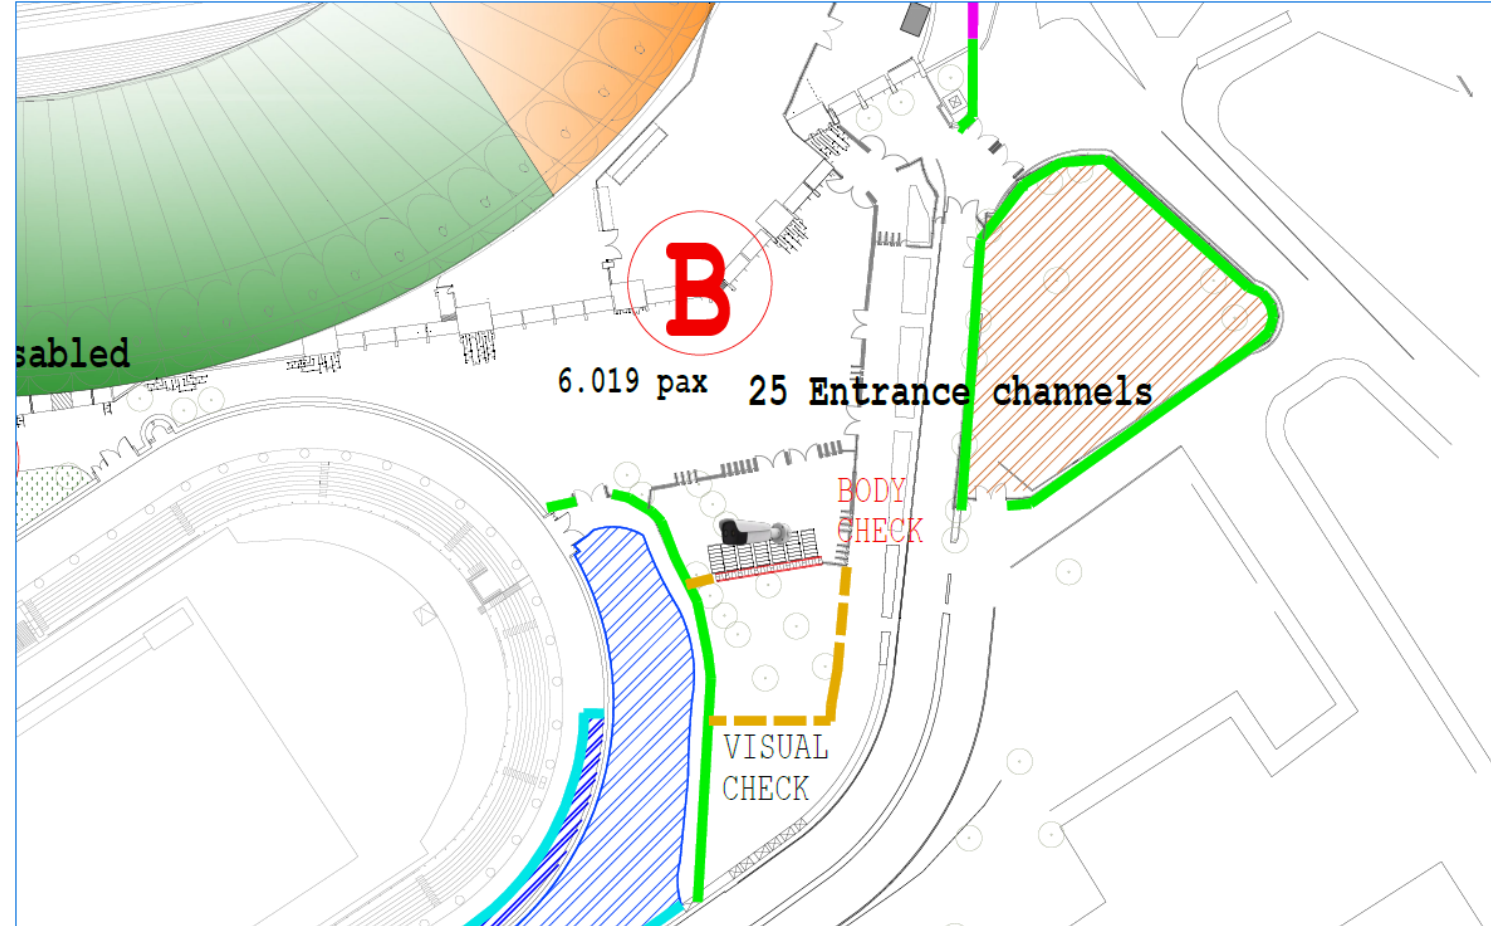 B
sabled
6.019 pax
25 Entrance channels
BODY
CHECK
VISUAL
CHECK